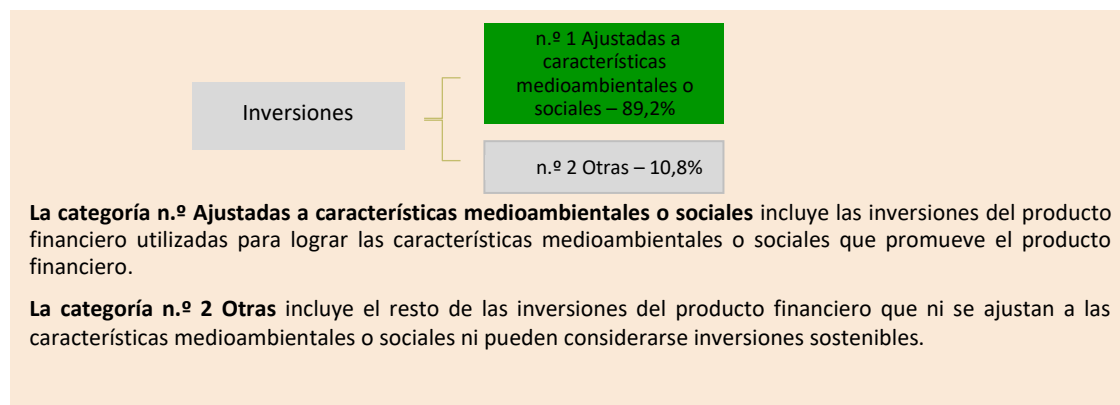 n.º 1 Ajustadas a
características
medioambientales o
sociales – 89,2%
Inversiones
n.º 2 Otras – 10,8%
La categoría n.º Ajustadas a características medioambientales o sociales incluye las inversiones del producto
financiero utilizadas para lograr las características medioambientales o sociales que promueve el producto
financiero.
La categoría n.º 2 Otras incluye el resto de las inversiones del producto financiero que ni se ajustan a las
características medioambientales o sociales ni pueden considerarse inversiones sostenibles.